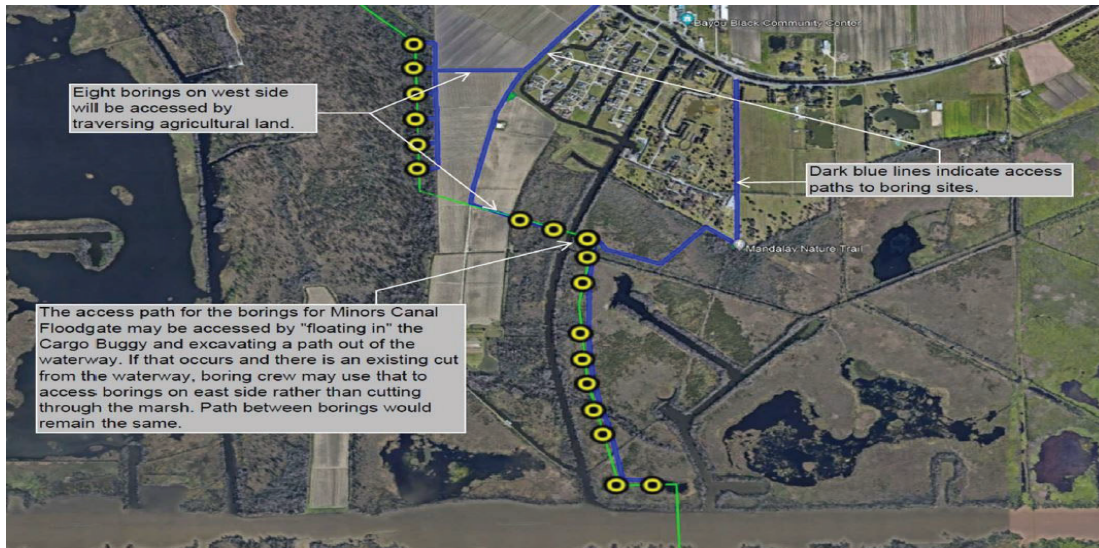 Bayou Black Community Center
Eight borings on west side
will be accessed by
traversing agricultural land.
Dark blue lines indicate access
paths to boring sites.
Mandalay Nature Trail
The access path for the borings for Minors Canal
Floodgate may be accessed by "floating in" the
Cargo Buggy and excavating a path out of the
waterway. If that occurs and there is an existing cut
from the waterway, boring crew may use that to
access borings on east side rather than cutting
through the marsh. Path between borings would
remain the same.